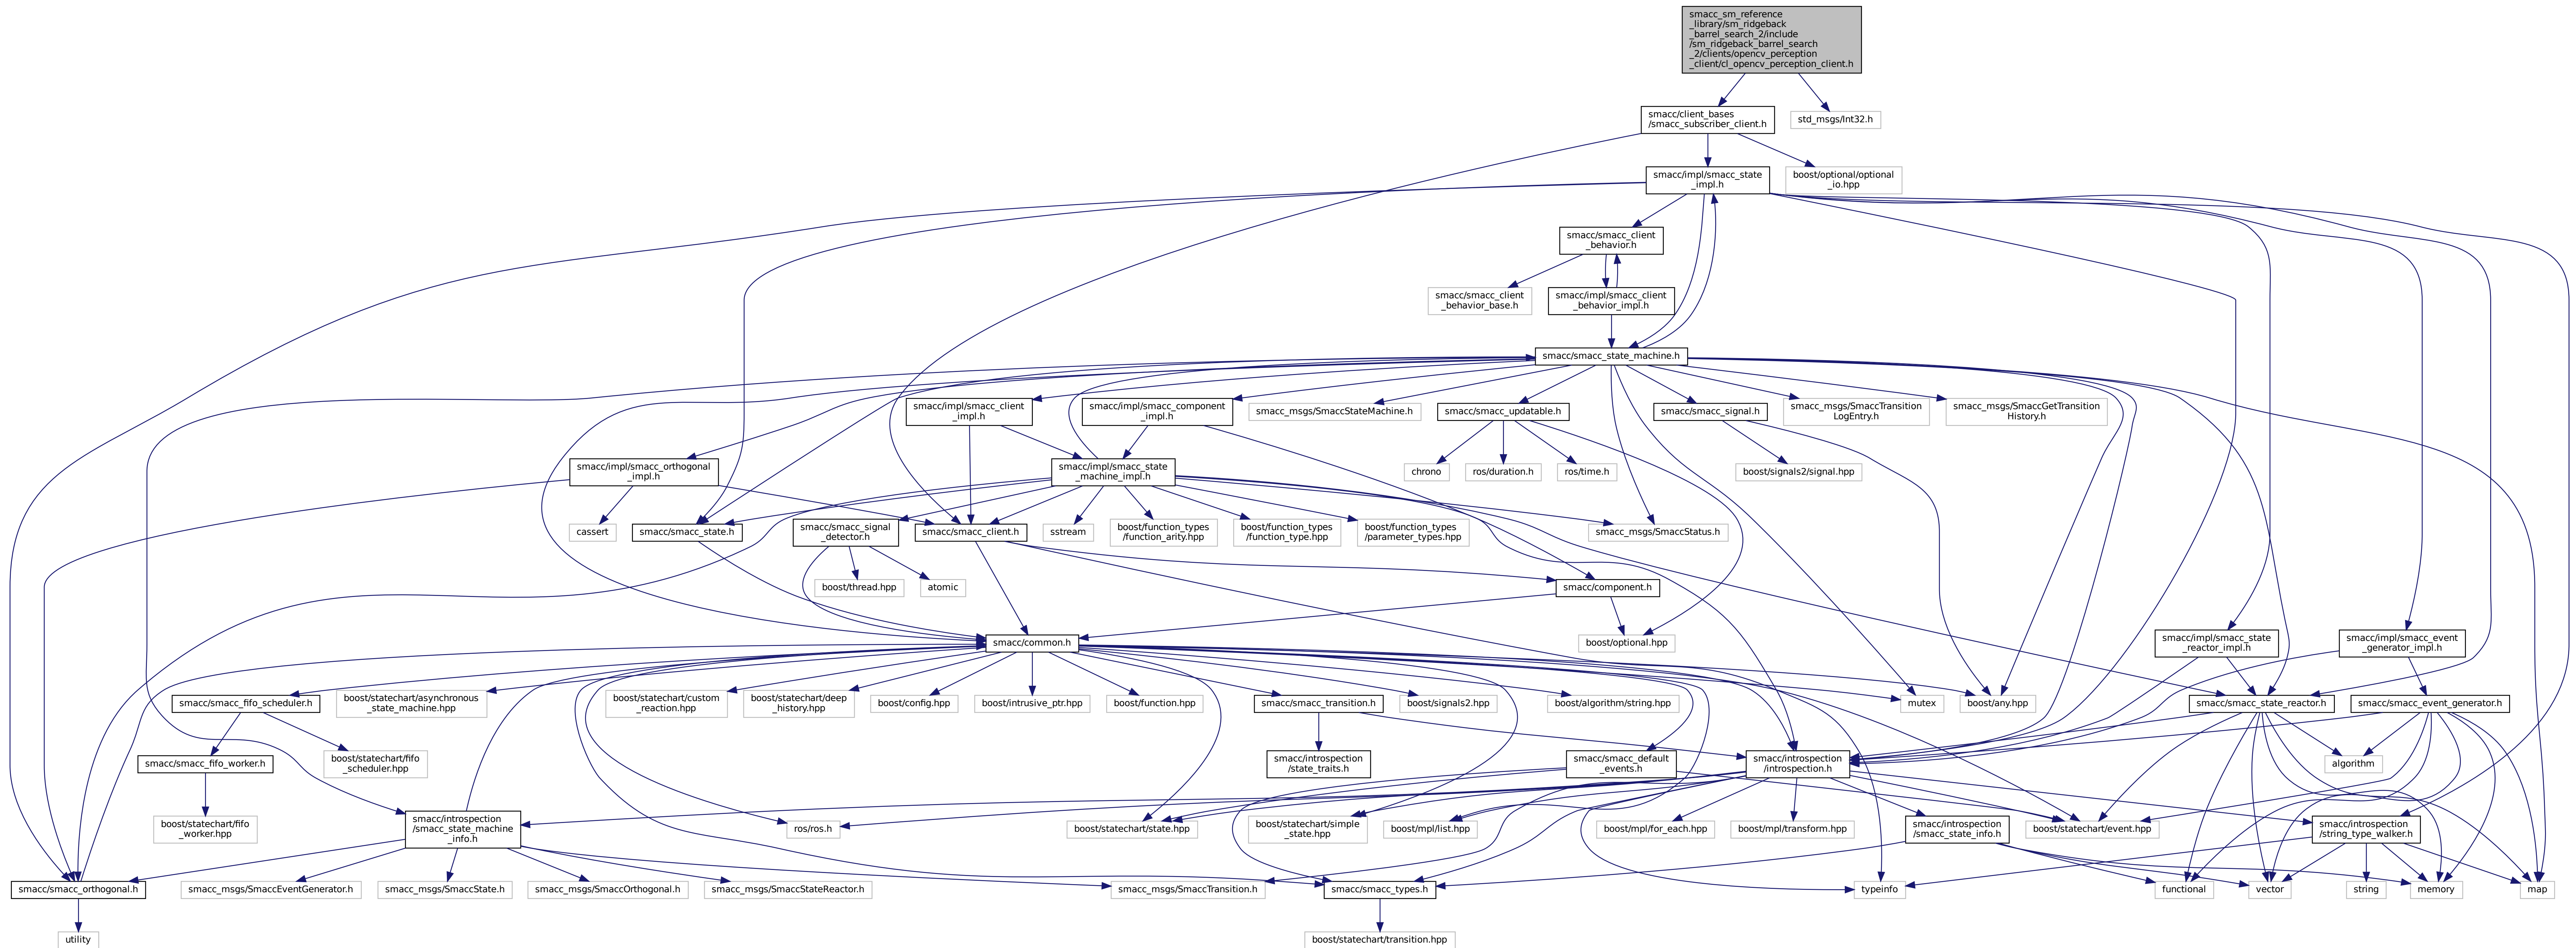 smacc_sm_reference
_library/sm_ridgeback
_barrel_search_2/include
/sm_ridgeback_barrel_search
_2/clients/opencv_perception
_client/cl_opencv_perception_client.h
smacc/client_bases
/smacc_subscriber_client.h
std_msgs/Int32.h
smacc/impl/smacc_state
_impl.h
boost/optional/optional
_io.hpp
smacc/smacc_client
_behavior.h
smacc/smacc_client
_behavior_base.h
smacc/impl/smacc_client
_behavior_impl.h
smacc/smacc_state_machine.h
smacc/impl/smacc_client
_impl.h
smacc/impl/smacc_component
_impl.h
smacc_msgs/SmaccStateMachine.h
smacc/smacc_updatable.h
smacc/smacc_signal.h
smacc_msgs/SmaccTransition
LogEntry.h
smacc_msgs/SmaccGetTransition
History.h
smacc/impl/smacc_orthogonal
_impl.h
smacc/impl/smacc_state
_machine_impl.h
chrono
ros/duration.h
ros/time.h
boost/signals2/signal.hpp
cassert
smacc/smacc_state.h
smacc/smacc_signal
_detector.h
smacc/smacc_client.h
sstream
boost/function_types
/function_arity.hpp
boost/function_types
/function_type.hpp
boost/function_types
/parameter_types.hpp
smacc_msgs/SmaccStatus.h
boost/thread.hpp
atomic
smacc/component.h
smacc/common.h
boost/optional.hpp
smacc/impl/smacc_state
_reactor_impl.h
smacc/impl/smacc_event
_generator_impl.h
smacc/smacc_fifo_scheduler.h
boost/statechart/asynchronous
_state_machine.hpp
boost/statechart/custom
_reaction.hpp
boost/statechart/deep
_history.hpp
boost/config.hpp
boost/intrusive_ptr.hpp
boost/function.hpp
smacc/smacc_transition.h
boost/signals2.hpp
boost/algorithm/string.hpp
mutex
boost/any.hpp
smacc/smacc_state_reactor.h
smacc/smacc_event_generator.h
smacc/smacc_fifo_worker.h
boost/statechart/fifo
_scheduler.hpp
smacc/introspection
/state_traits.h
smacc/smacc_default
_events.h
smacc/introspection
/introspection.h
algorithm
boost/statechart/fifo
_worker.hpp
smacc/introspection
/smacc_state_machine
_info.h
ros/ros.h
boost/statechart/state.hpp
boost/statechart/simple
_state.hpp
boost/mpl/list.hpp
boost/mpl/for_each.hpp
boost/mpl/transform.hpp
smacc/introspection
/smacc_state_info.h
boost/statechart/event.hpp
smacc/introspection
/string_type_walker.h
smacc/smacc_orthogonal.h
smacc_msgs/SmaccEventGenerator.h
smacc_msgs/SmaccState.h
smacc_msgs/SmaccOrthogonal.h
smacc_msgs/SmaccStateReactor.h
smacc_msgs/SmaccTransition.h
smacc/smacc_types.h
typeinfo
functional
vector
string
memory
map
utility
boost/statechart/transition.hpp